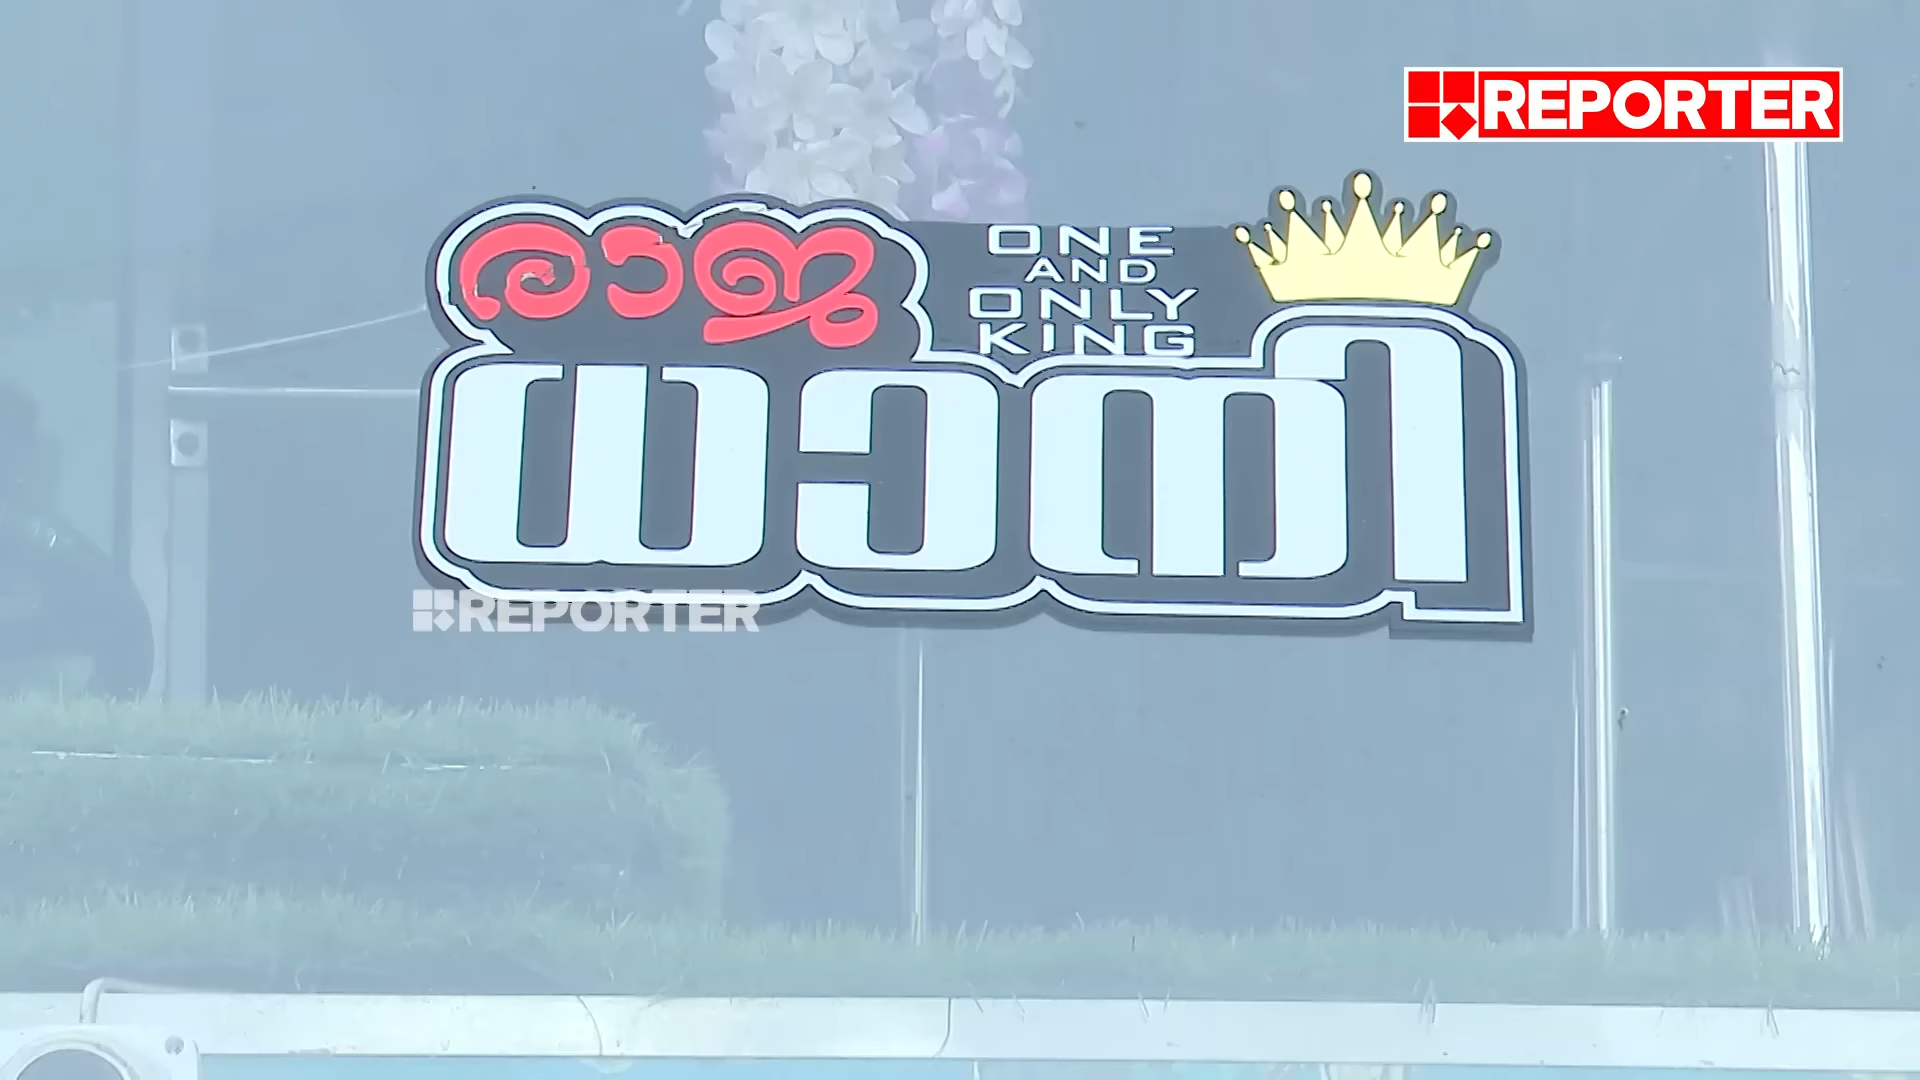 REPORTER
രാജ
ONE
AND
ONLY
KING
ധാനി
REPORTER